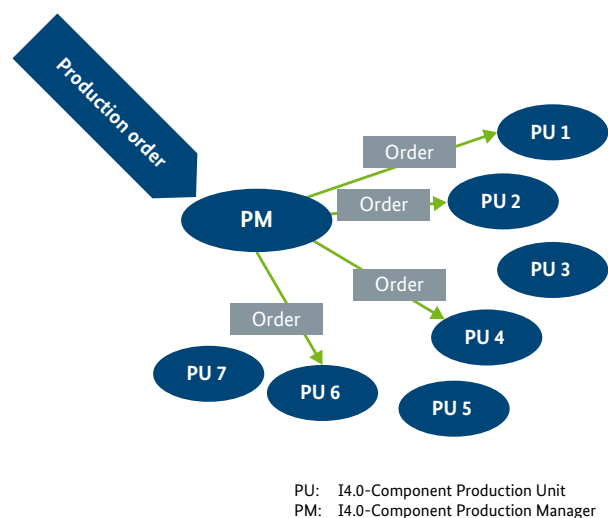 Production order
PU 1
Order
PU 2
Order
PM
PU 3
Order
Order
PU 4
PU 7
PU 6
PU 5
PU: I4.0-Component Production Unit
PM: I4.0-Component Production Manager